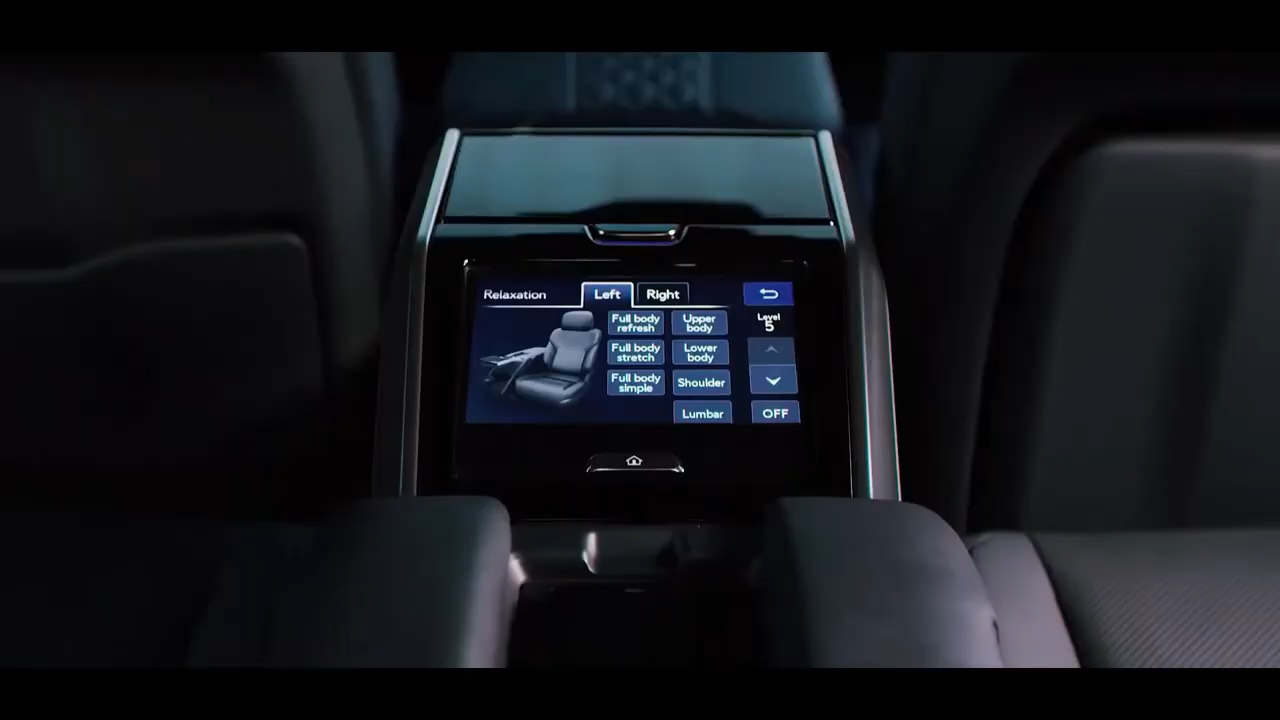 Relaxation
Left
Right
Level
5
Full body
refresh
Upper
body
Full body
stretch
Lower
body
Full body
simple
Shoulder
Lumbar
OFF